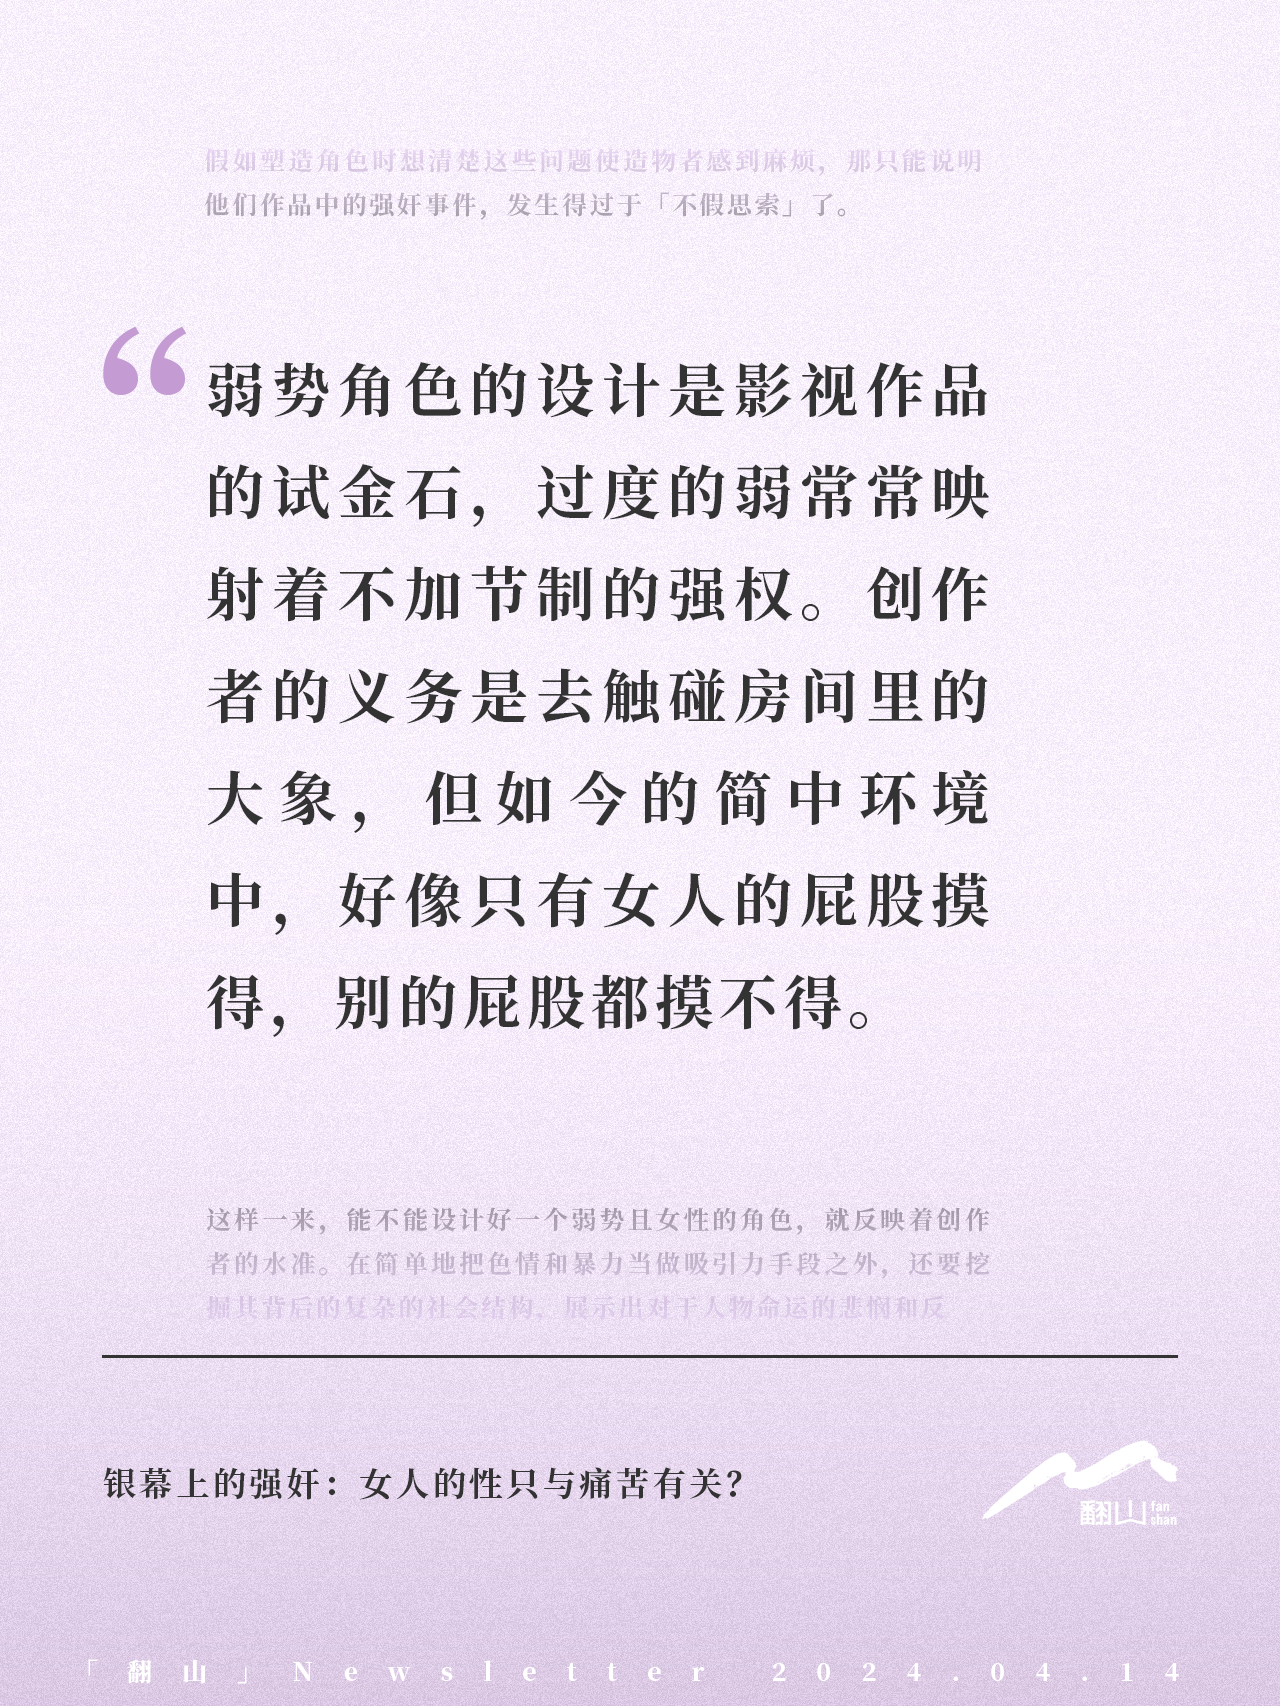 假如塑造角色时想清楚这些问题使造物者感到麻烦，那只能说明
他们作品中的强奸事件，发生得过于「不假思索」了。
“
弱势角色的设计是影视作品
的试金石，过度的弱常常映
射着不加节制的强权。创作
者的义务是去触碰房间里的
大象，但如今的简中环境
中，好像只有女人的屁股摸
得，别的屁股都摸不得。
这样一来，能不能设计好一个弱势且女性的角色，就反映着创作
者的水准。在简单地把色情和暴力当做吸引力手段之外，还要挖
掘其背后的复杂的社会结构，展示出对于人物命运的悲悯和反
银幕上的强奸：女人的性只与痛苦有关？
翻山 fan
shan
「翻山」Newsletter 2024.04.14